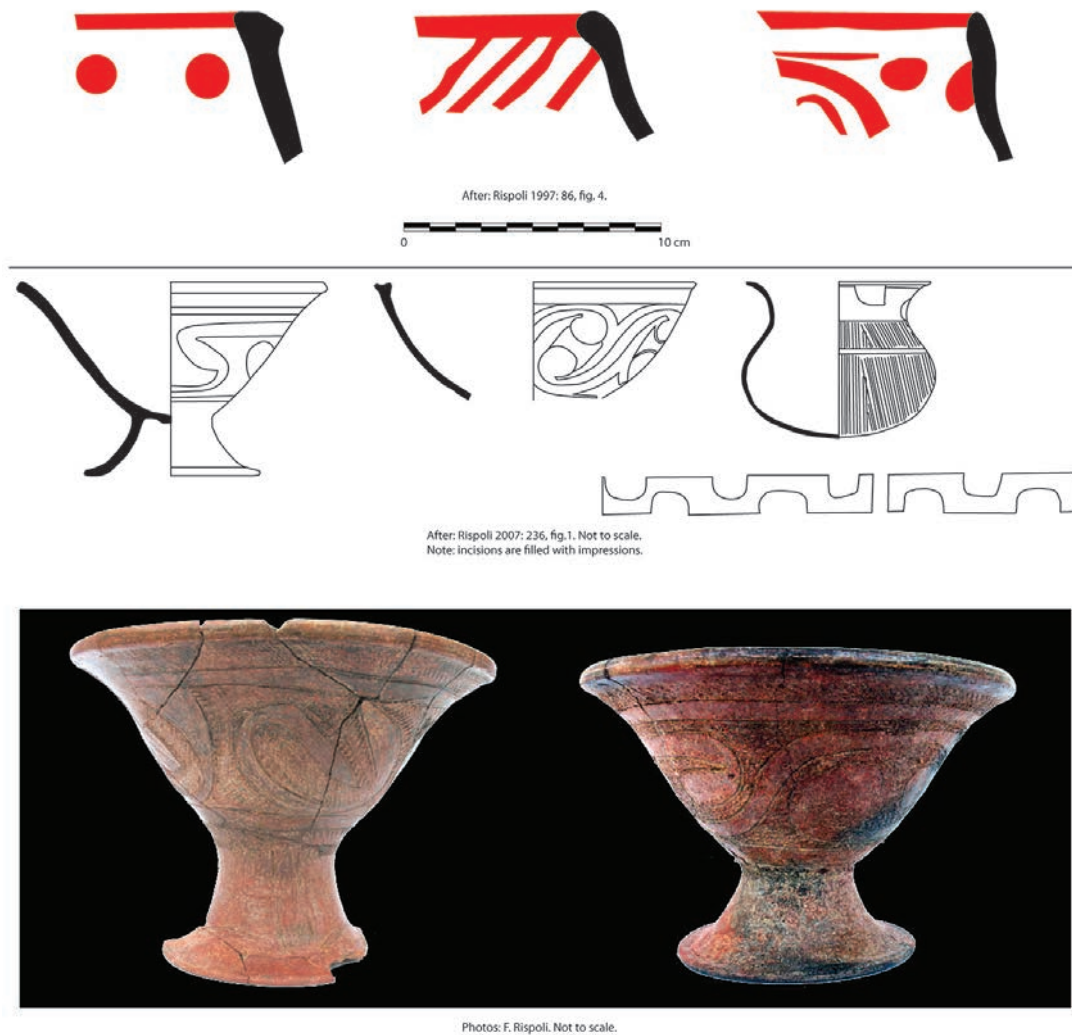 After: Rispoli 1997: 86, fig. 4.
0 10 cm
After: Rispoli 2007: 236, fig.1. Not to scale.
Note: incisions are filled with impressions.
Photos: F. Rispoli. Not to scale.